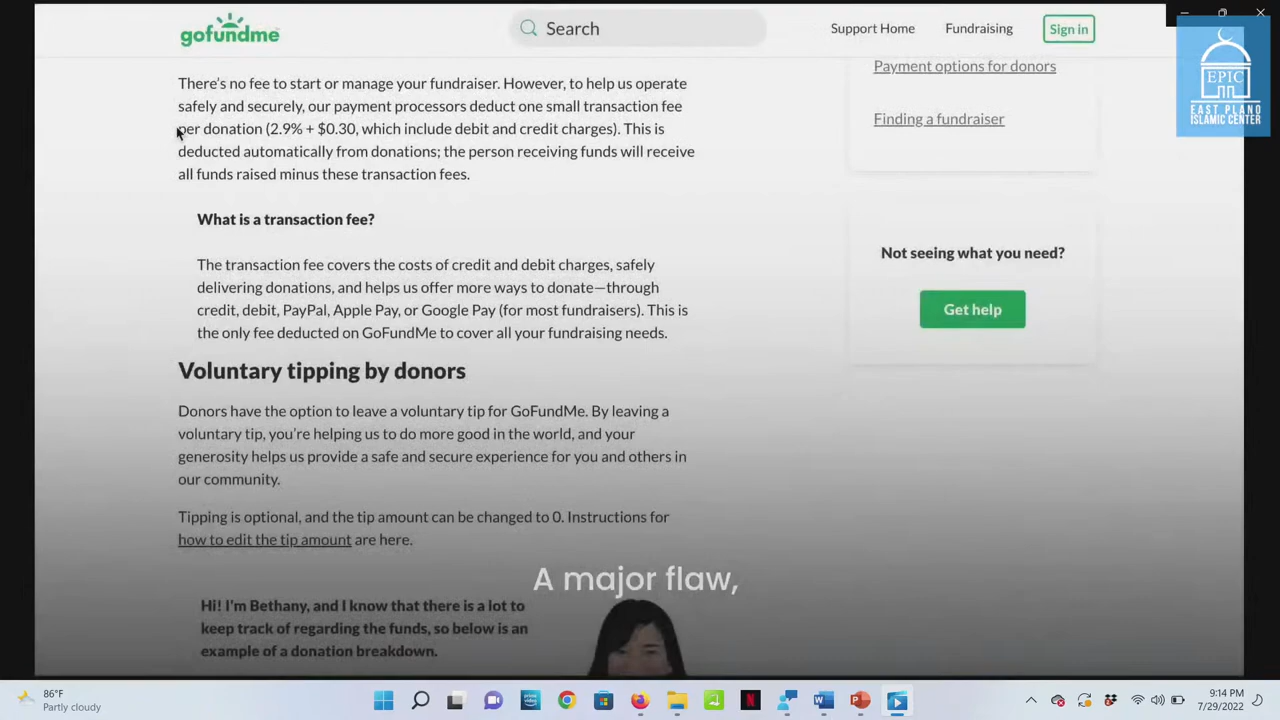 gofundme
Search
Support Home
Fundraising
Sign in
EPIC
EAST PLANO
ISLAMIC CENTER
There's no fee to start or manage your fundraiser. However, to help us operate
safely and securely, our payment processors deduct one small transaction fee
per donation (2.9% + $0.30, which include debit and credit charges). This is
deducted automatically from donations; the person receiving funds will receive
all funds raised minus these transaction fees.
What is a transaction fee?
The transaction fee covers the costs of credit and debit charges, safely
delivering donations, and helps us offer more ways to donate—through
credit, debit, PayPal, Apple Pay, or Google Pay (for most fundraisers). This is
the only fee deducted on GoFundMe to cover all your fundraising needs.
Voluntary tipping by donors
Donors have the option to leave a voluntary tip for GoFundMe. By leaving a
voluntary tip, you're helping us to do more good in the world, and your
generosity helps us provide a safe and secure experience for you and others in
our community.
Tipping is optional, and the tip amount can be changed to 0. Instructions for
how to edit the tip amount are here.
Hi! I'm Bethany, and I know that there is a lot to
keep track of regarding the funds, so below is an
example of a donation breakdown.
Payment options for donors
Finding a fundraiser
Not seeing what you need?
Get help
A major flaw,
86°F
Partly cloudy
9:14 PM
7/29/2022